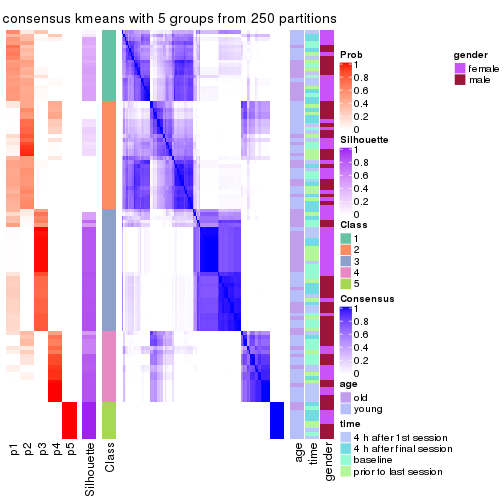 consensus kmeans with 5 groups from 250 partitions
Prob
1
0.8
0.6
0.4
0.2
0
Silhouette
1
0.8
0.6
0.4
0.2
0
Class
1
2
3
4
5
Consensus
1
0.8
0.6
0.4
0.2
0
age
old
young
time
4 h after 1st session
4 h after final session
baseline
prior to last session
gender
female
male
p1
p2
p3
p4
p5
Silhouette
Class
age
time
gender